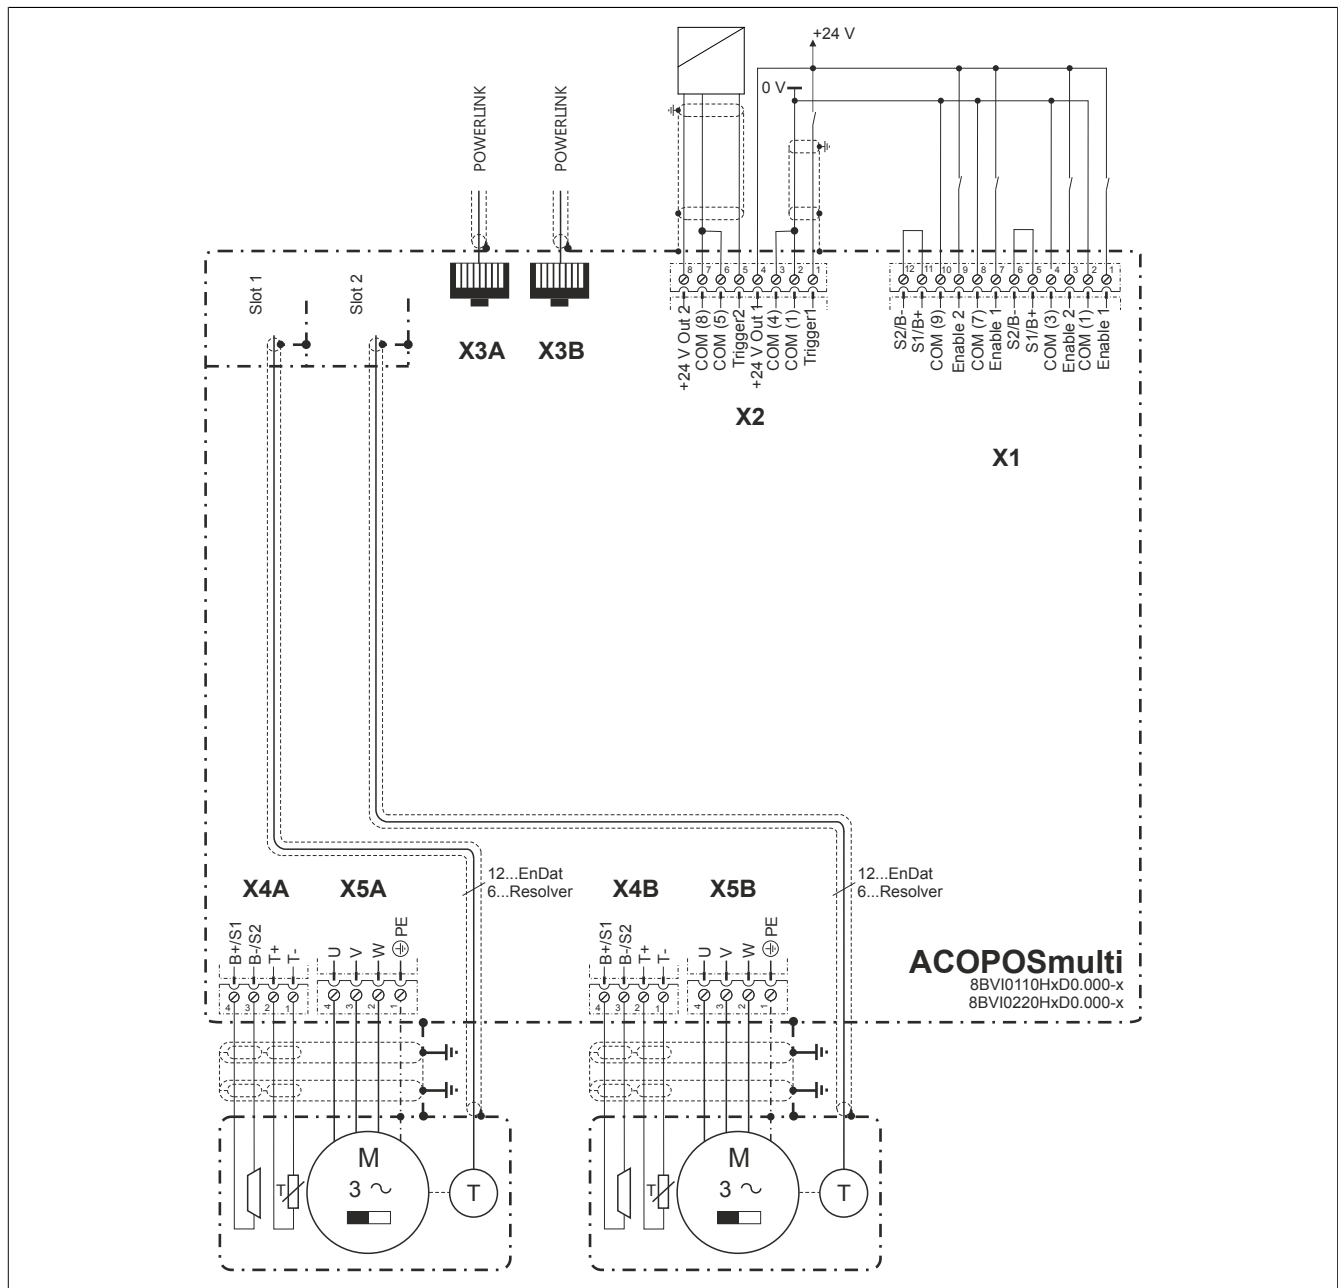 +24 V
0 V
POWERLINK
POWERLINK
Slot 1
Slot 2
X3A
X3B
8
7
6
5
4
3
2
1
+24 V Out 2
COM (8)
COM (5)
Trigger2
+24 V Out 1
COM (4)
COM (1)
Trigger1
X2
12
11
10
9
8
7
6
5
4
3
2
1
S2/B-
S1/B+
COM (9)
Enable 2
COM (7)
Enable 1
S2/B-
S1/B+
COM (3)
Enable 2
COM (1)
Enable 1
X1
X4A
X5A
12...EnDat
6...Resolver
X4B
X5B
12...EnDat
6...Resolver
B+/S1
B-/S2
T+
T-
U
V
W
PE
B+/S1
B-/S2
T+
T-
U
V
W
PE
ACOPOSmulti
8BVI0110HxD0.000-x
8BVI0220HxD0.000-x
4
3
2
1
4
3
2
1
4
3
2
1
4
3
2
1
T
M
3
T
T
M
3
T